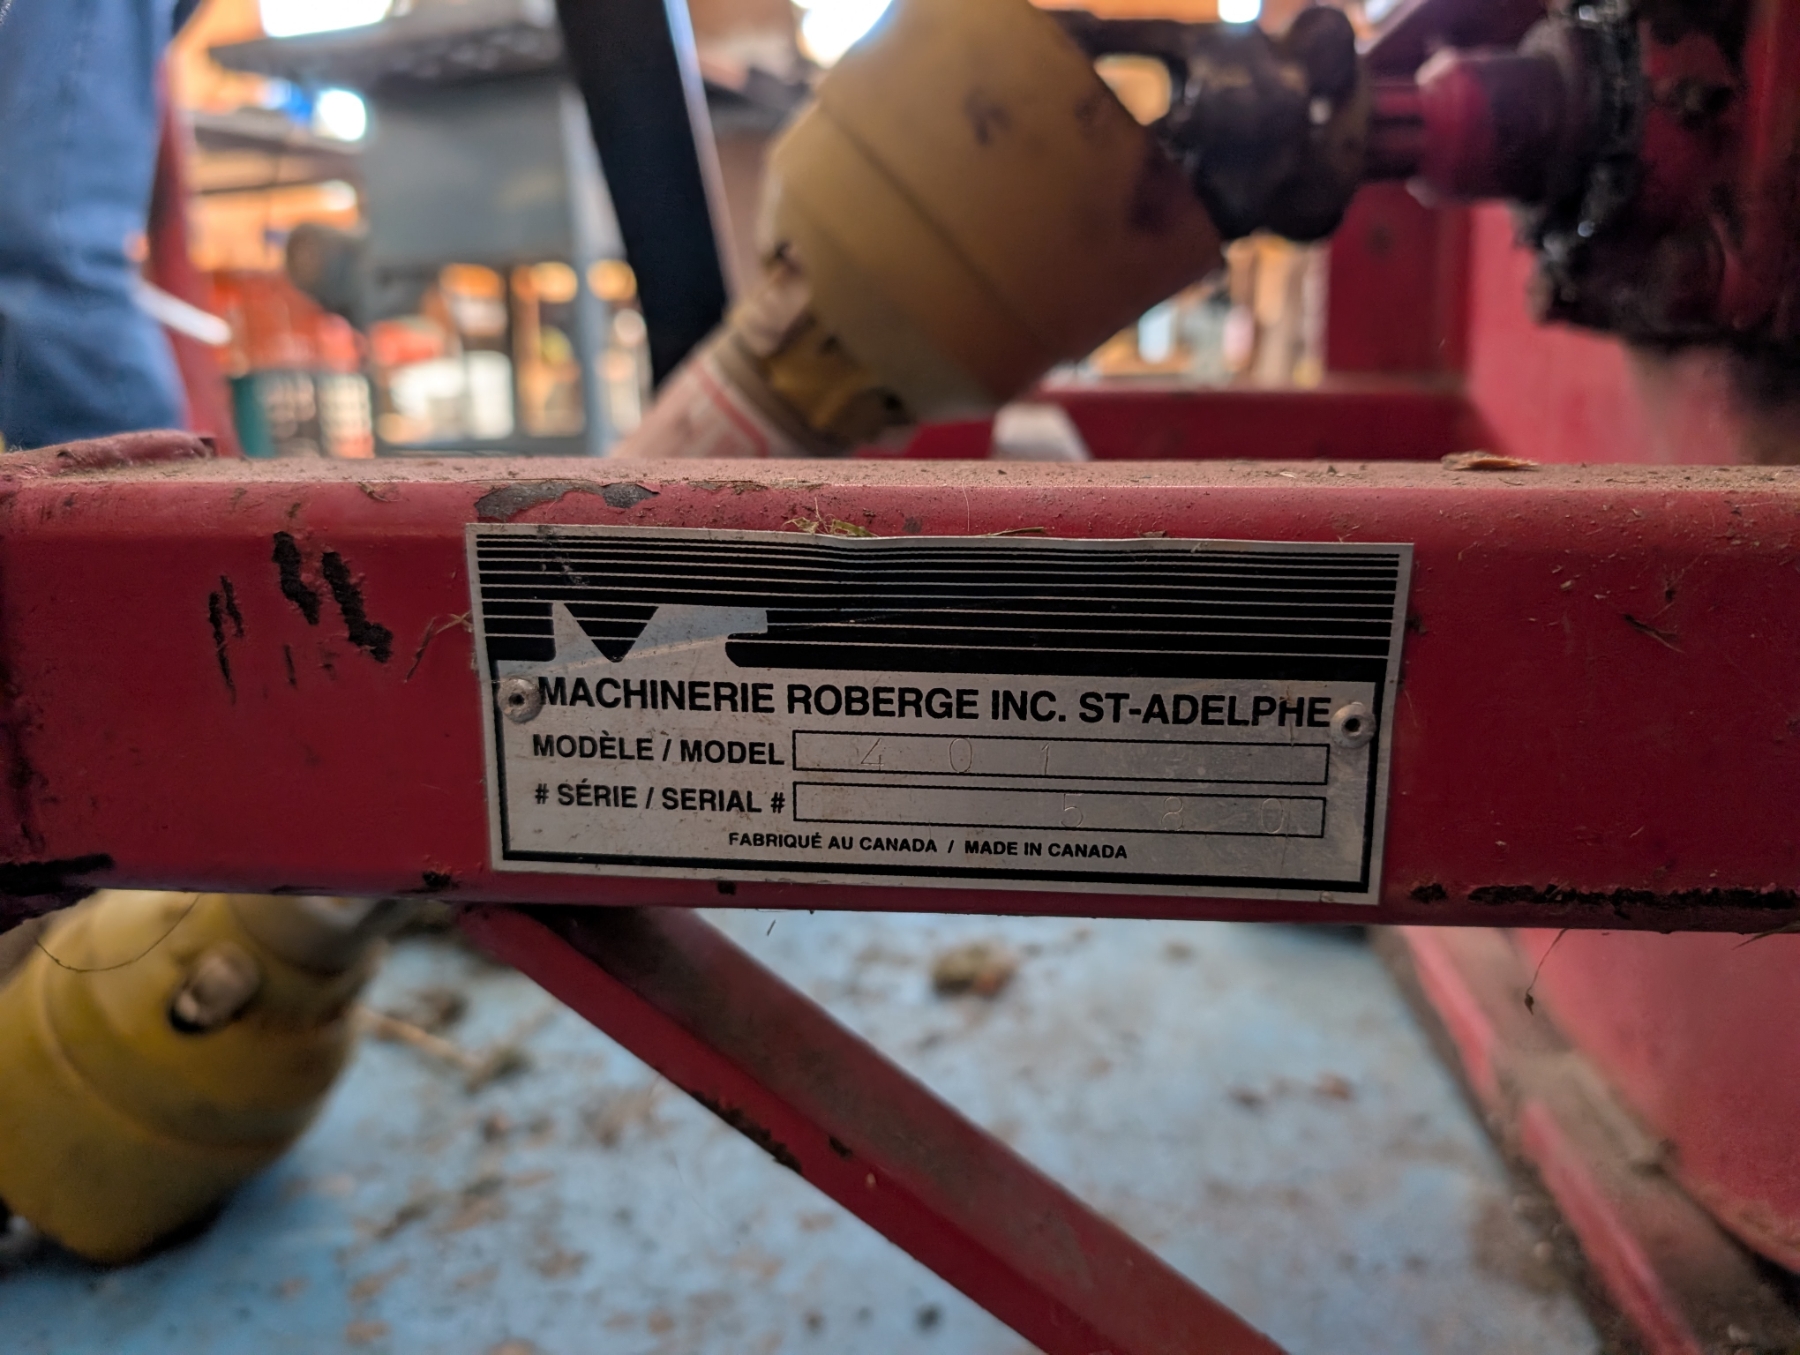 MACHINERIE ROBERGE INC. ST-ADELPHE
MODÈLE / MODEL 401
# SÉRIE / SERIAL # 580
FABRIQUÉ AU CANADA / MADE IN CANADA